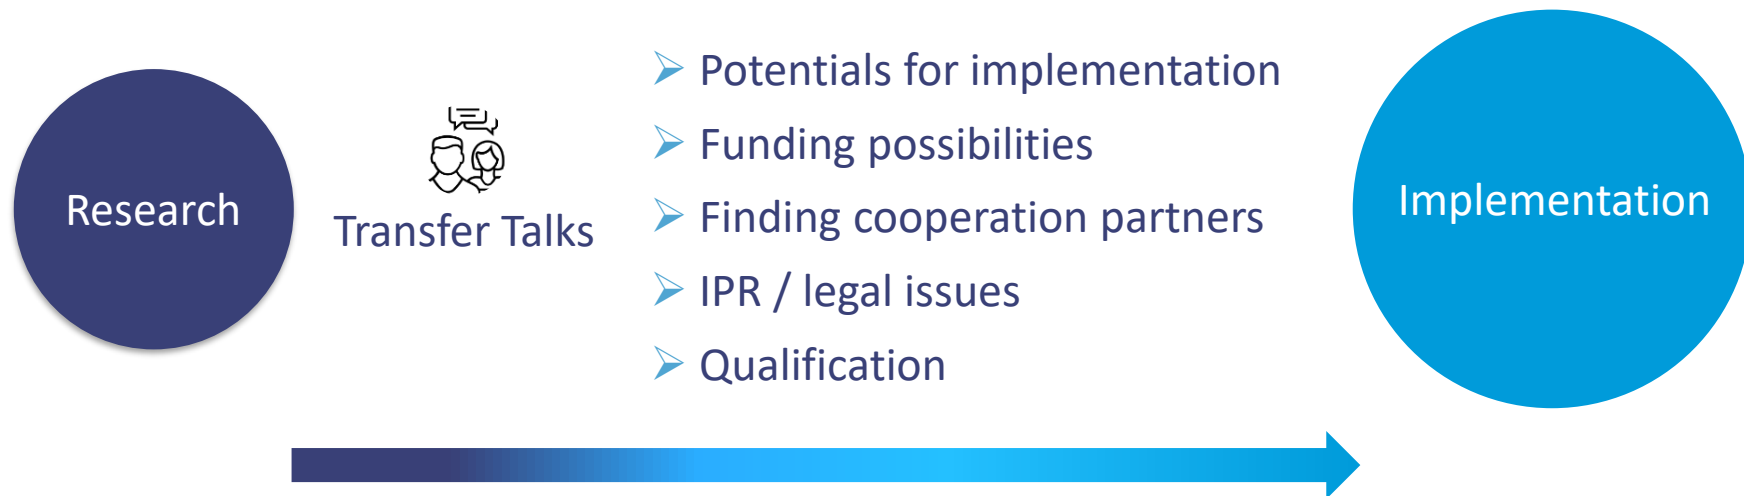 Research
Transfer Talks
Potentials for implementation
Funding possibilities
Finding cooperation partners
IPR / legal issues
Qualification
Implementation